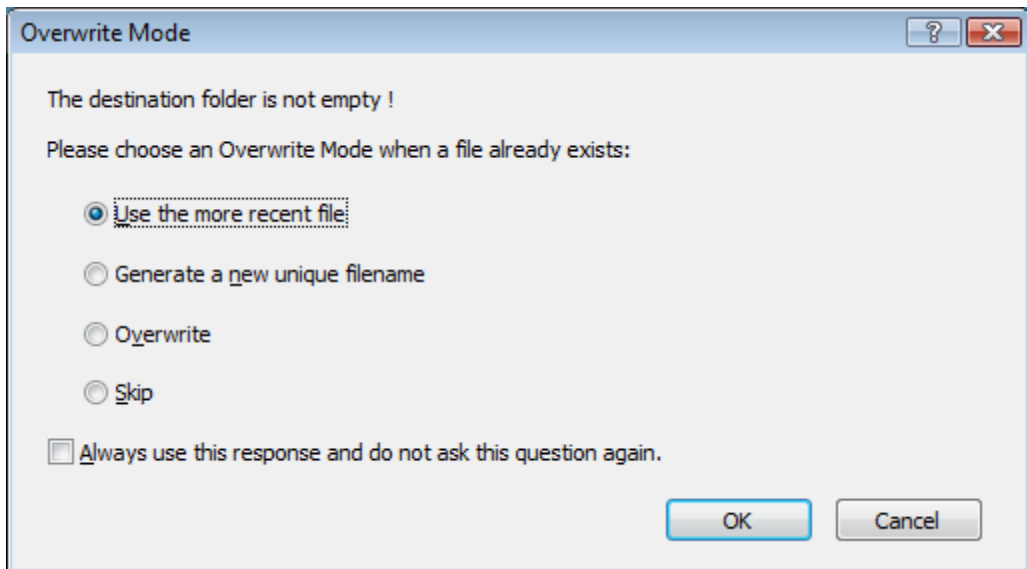 Overwrite Mode
The destination folder is not empty !
Please choose an Overwrite Mode when a file already exists:
Use the more recent file
Generate a new unique filename
Overwrite
Skip
Always use this response and do not ask this question again.
OK Cancel